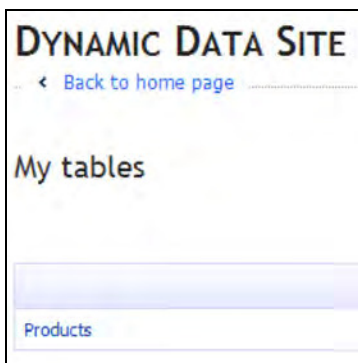 DYNAMIC DATA SITE
Back to home page
My tables
Products